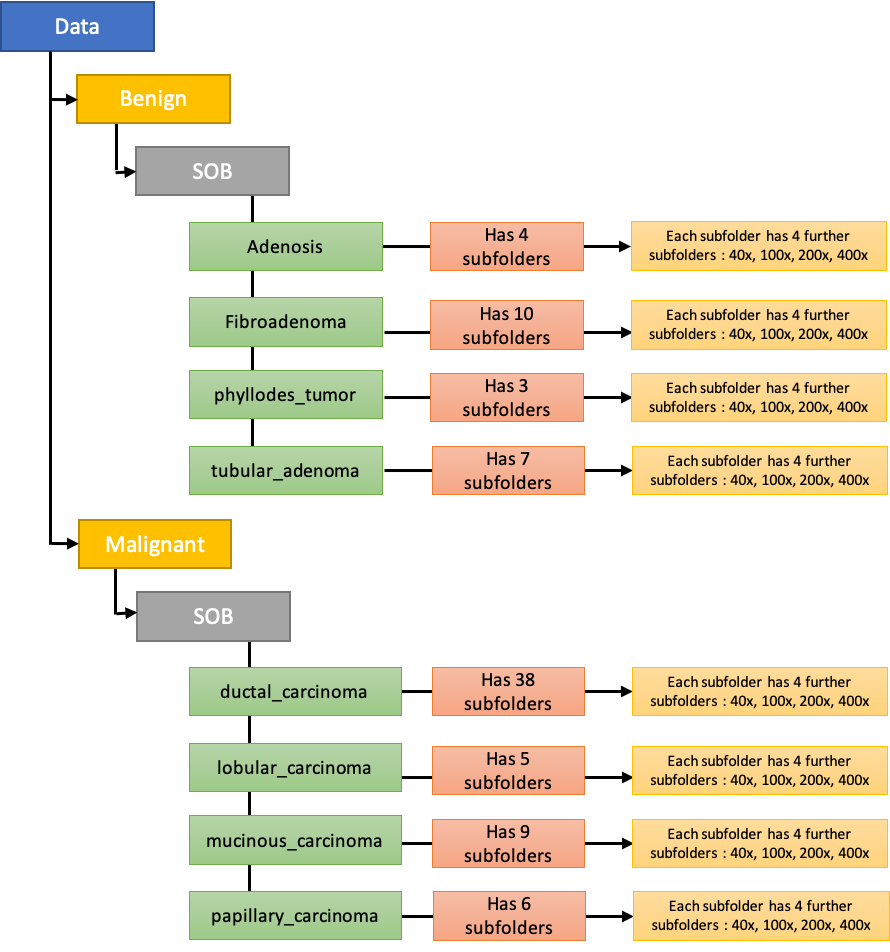 Data
Benign
SOB
Adenosis
Has 4
subfolders
Each subfolder has 4 further
subfolders : 40x, 100x, 200x, 400x
Fibroadenoma
Has 10
subfolders
Each subfolder has 4 further
subfolders : 40x, 100x, 200x, 400x
phyllodes_tumor
Has 3
subfolders
Each subfolder has 4 further
subfolders : 40x, 100x, 200x, 400x
tubular_adenoma
Has 7
subfolders
Each subfolder has 4 further
subfolders : 40x, 100x, 200x, 400x
Malignant
SOB
ductal_carcinoma
Has 38
subfolders
Each subfolder has 4 further
subfolders : 40x, 100x, 200x, 400x
lobular_carcinoma
Has 5
subfolders
Each subfolder has 4 further
subfolders : 40x, 100x, 200x, 400x
mucinous_carcinoma
Has 9
subfolders
Each subfolder has 4 further
subfolders : 40x, 100x, 200x, 400x
papillary_carcinoma
Has 6
subfolders
Each subfolder has 4 further
subfolders : 40x, 100x, 200x, 400x